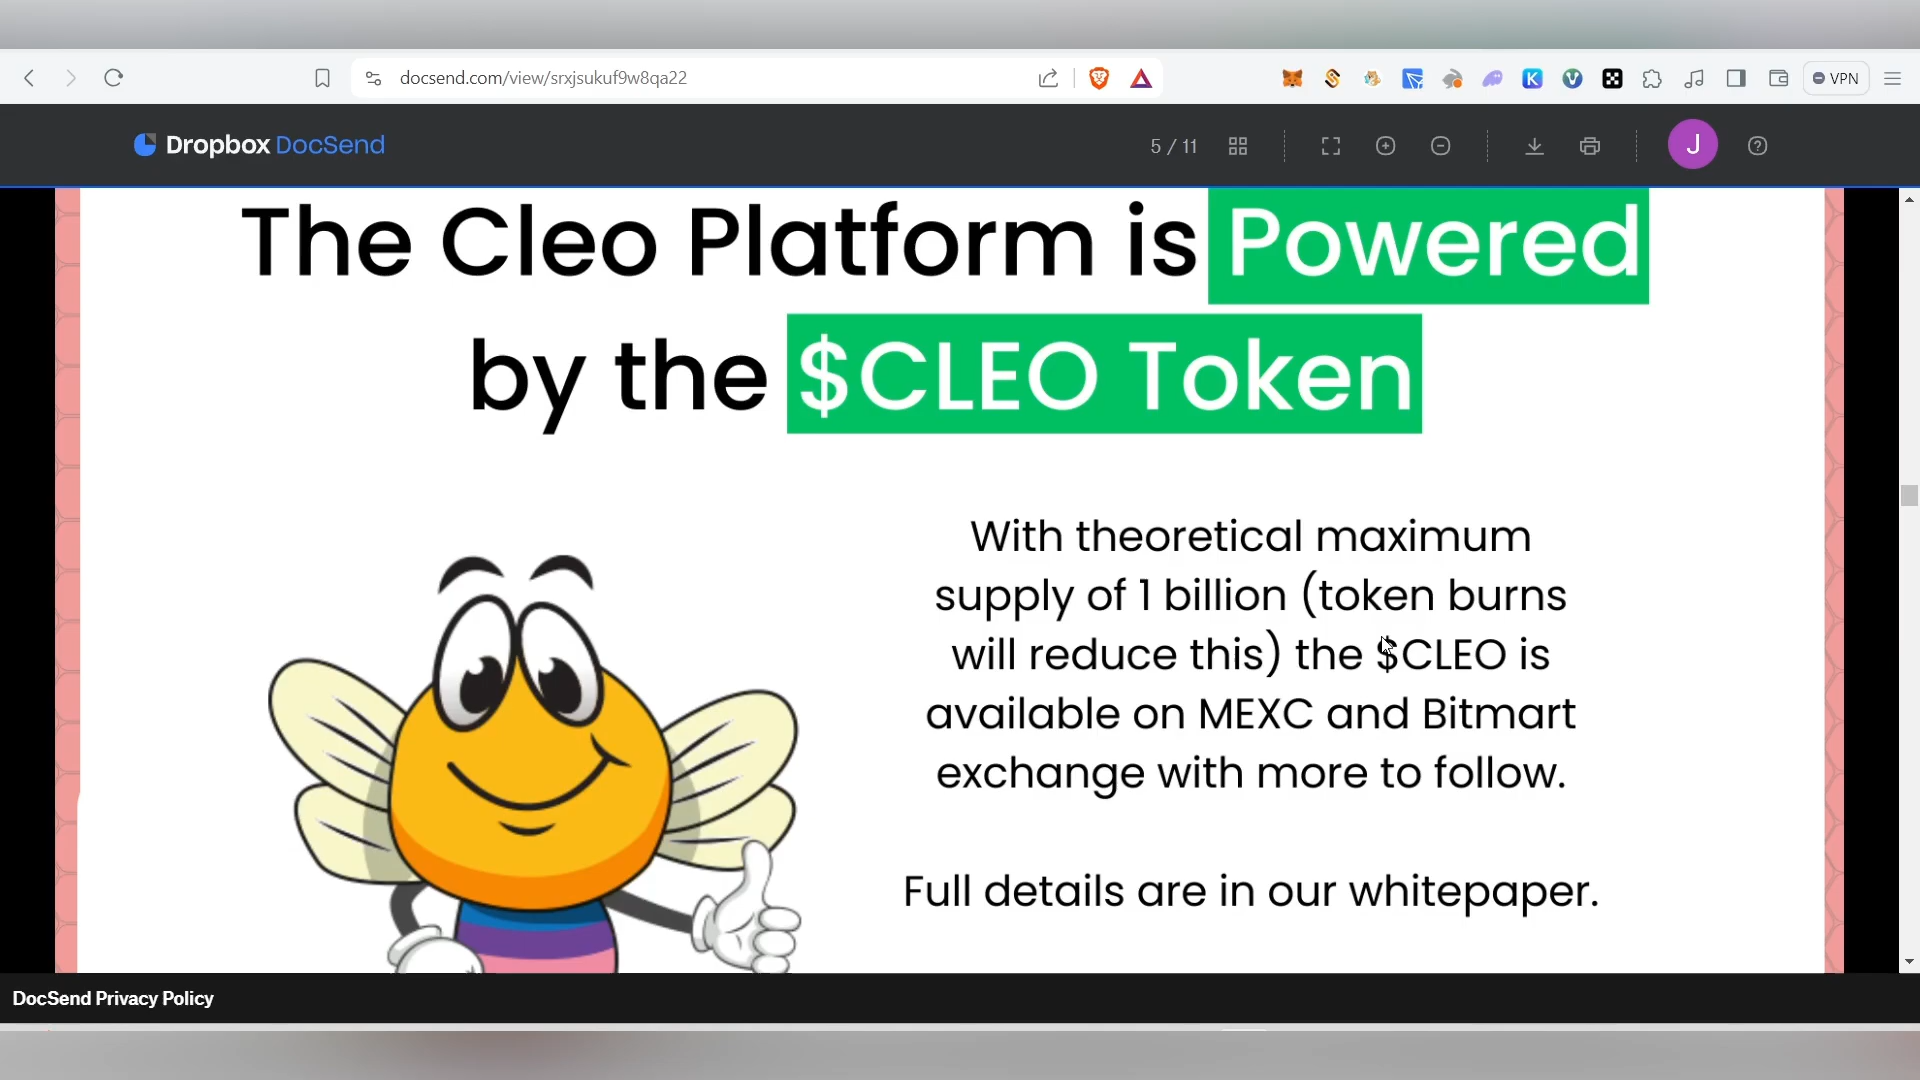 docsend.com/view/srxjsukuf9w8qa22
VPN
Dropbox DocSend
5 / 11
J
The Cleo Platform is Powered
by the $CLEO Token
With theoretical maximum
supply of 1 billion (token burns
will reduce this) the $CLEO is
available on MEXC and Bitmart
exchange with more to follow.
Full details are in our whitepaper.
DocSend Privacy Policy